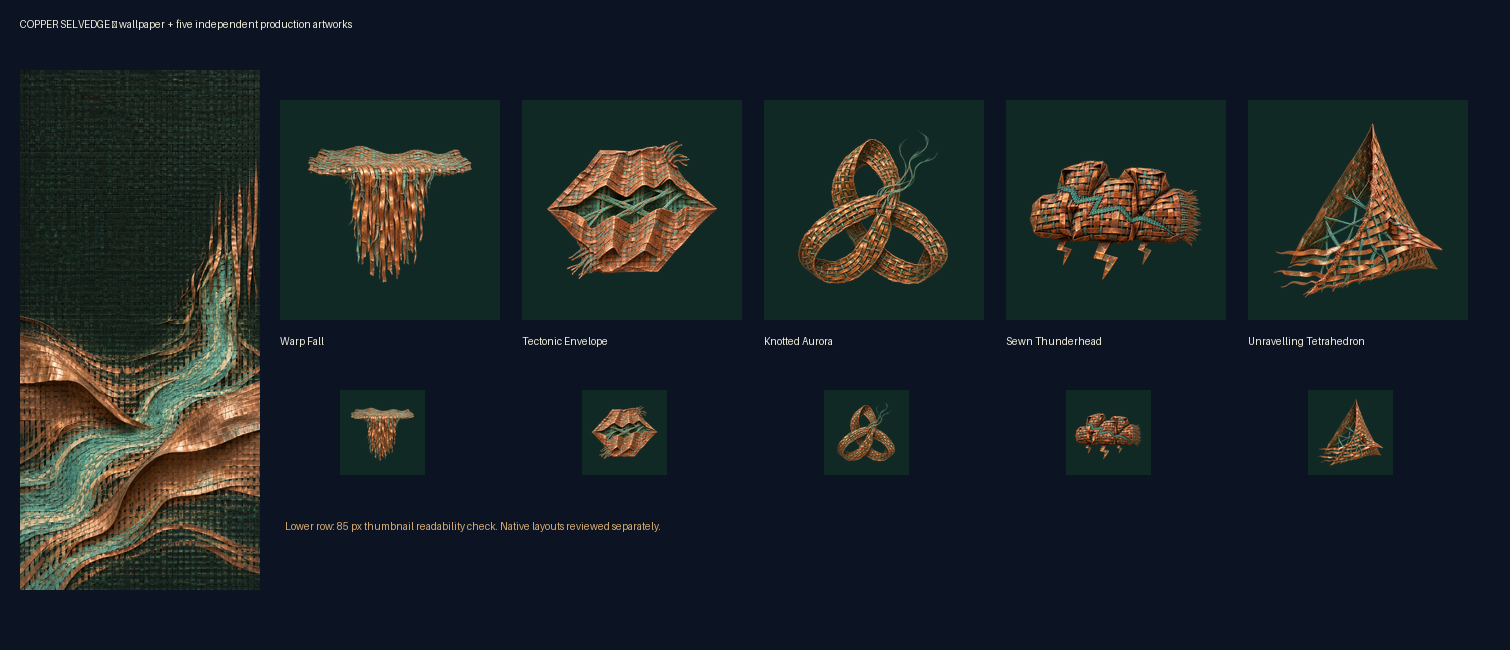 COPPER SELVEDGE □ wallpaper + five independent production artworks
Warp Fall
Tectonic Envelope
Knotted Aurora
Sewn Thunderhead
Unravelling Tetrahedron
Lower row: 85 px thumbnail readability check. Native layouts reviewed separately.